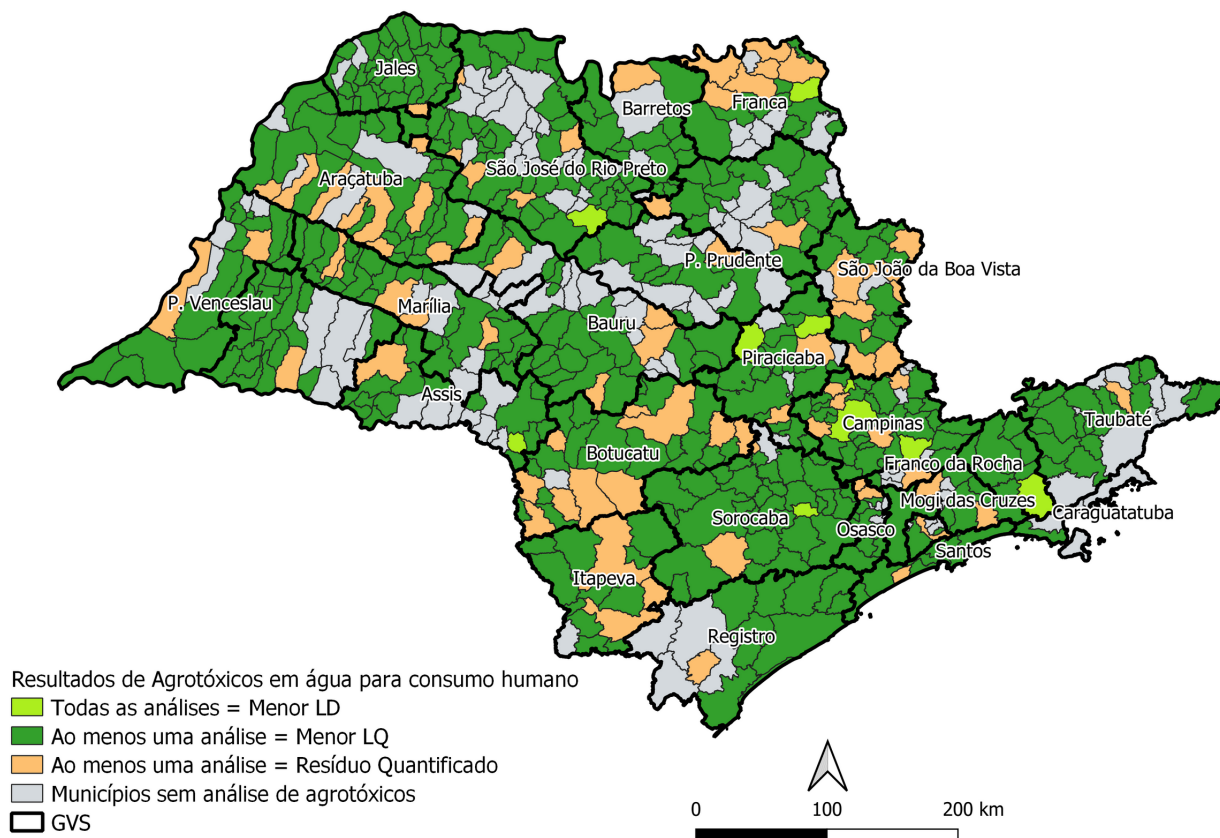 Jales
Barretos
Franca
São José do Rio Preto
Araçatuba
P. Prudente
São João da Boa Vista
P. Venceslau
Marília
Bauru
Piracicaba
Assis
Campinas
Taubaté
Botucatu
Franco da Rocha
Mogi das Cruzes
Caraguatatuba
Sorocaba
Osasco
Santos
Itapeva
Registro
Resultados de Agrotóxicos em água para consumo humano
Todas as análises = Menor LD
Ao menos uma análise = Menor LQ
Ao menos uma análise = Resíduo Quantificado
Municípios sem análise de agrotóxicos
GVS
0 100 200 km